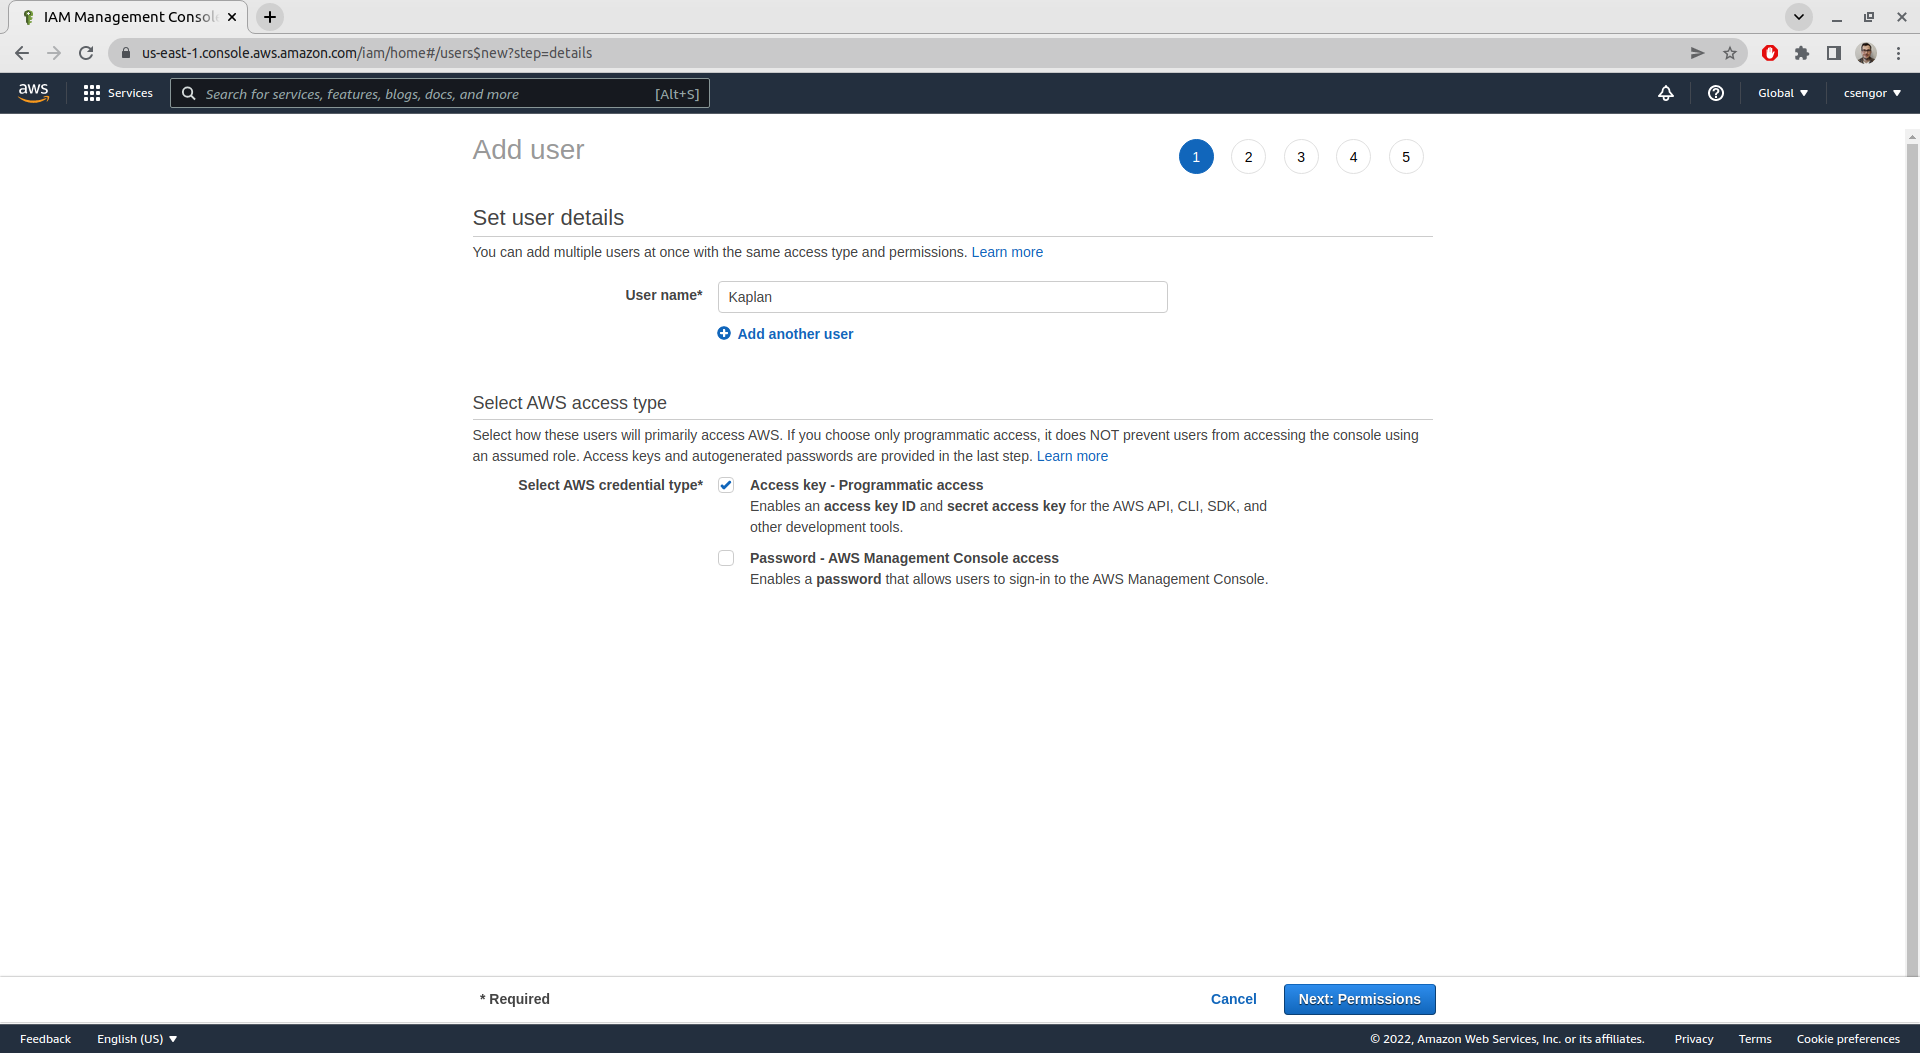 IAM Management Consol
us-east-1.console.aws.amazon.com/iam/home#/users$new?step=details
aws
Services
Search for services, features, blogs, docs, and more
[Alt+S]
Global
csengor
Add user
1 2 3 4 5
Set user details
You can add multiple users at once with the same access type and permissions. Learn more
User name* Kaplan
Add another user
Select AWS access type
Select how these users will primarily access AWS. If you choose only programmatic access, it does NOT prevent users from accessing the console using
an assumed role. Access keys and autogenerated passwords are provided in the last step. Learn more
Select AWS credential type* Access key - Programmatic access
Enables an access key ID and secret access key for the AWS API, CLI, SDK, and
other development tools.
Password - AWS Management Console access
Enables a password that allows users to sign-in to the AWS Management Console.
* Required
Cancel
Next: Permissions
Feedback
English (US)
© 2022, Amazon Web Services, Inc. or its affiliates.
Privacy
Terms
Cookie preferences